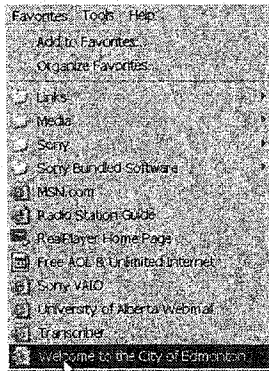 Favorites Tools Help
Add to Favorites...
Organize Favorites...
Links
Media
Sony
Sony Bundled Software
MSN.com
Radio Station Guide
RealPlayer Home Page
Free AOL & Unlimited Internet
Sony VAIO
University of Alberta Webmail
Transcriber
Welcome to the City of Edmonton